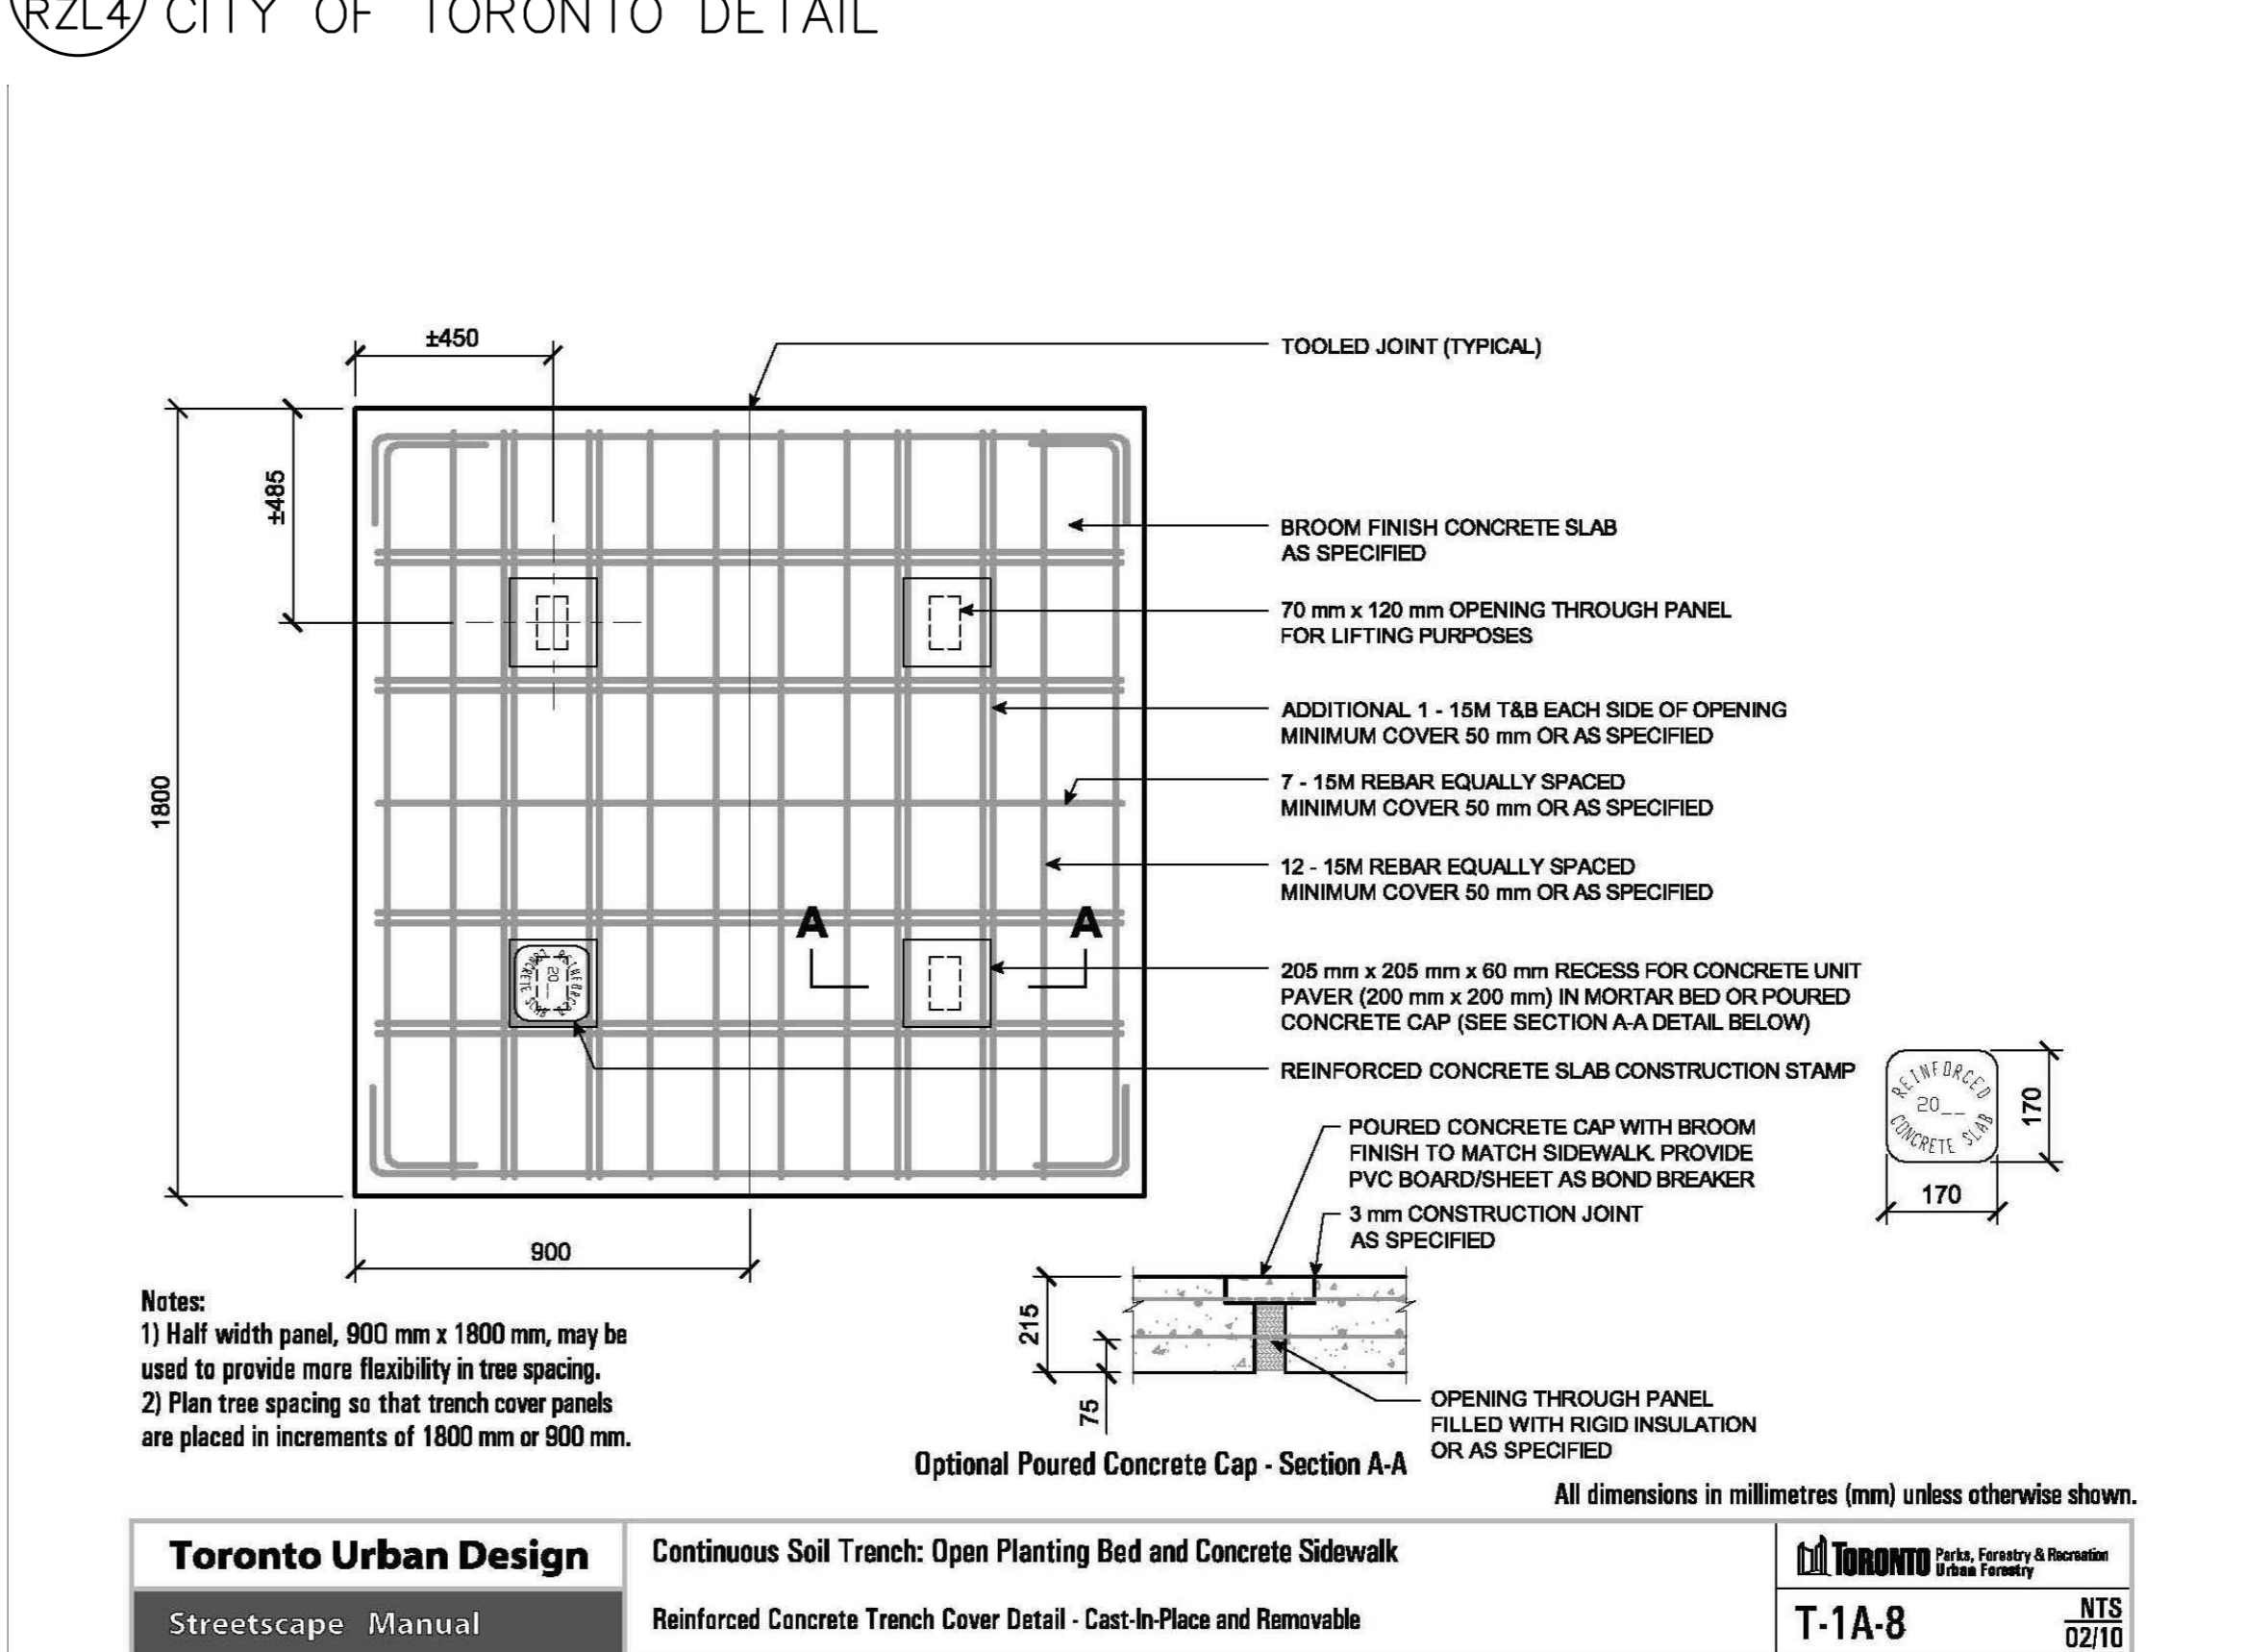 RZL4 CITY OF TORONTO DETAIL
±450
TOOLED JOINT (TYPICAL)
±485
BROOM FINISH CONCRETE SLAB
AS SPECIFIED
70 mm x 120 mm OPENING THROUGH PANEL
FOR LIFTING PURPOSES
ADDITIONAL 1 - 15M T&B EACH SIDE OF OPENING
MINIMUM COVER 50 mm OR AS SPECIFIED
1800
7 - 15M REBAR EQUALLY SPACED
MINIMUM COVER 50 mm OR AS SPECIFIED
12 - 15M REBAR EQUALLY SPACED
MINIMUM COVER 50 mm OR AS SPECIFIED
A A
205 mm x 205 mm x 60 mm RECESS FOR CONCRETE UNIT
PAVER (200 mm x 200 mm) IN MORTAR BED OR POURED
CONCRETE CAP (SEE SECTION A-A DETAIL BELOW)
REINFORCED
20__
CONCRETE SLAB
REINFORCED CONCRETE SLAB CONSTRUCTION STAMP
REINFORCED
20__
CONCRETE SLAB
170
170
POURED CONCRETE CAP WITH BROOM
FINISH TO MATCH SIDEWALK. PROVIDE
PVC BOARD/SHEET AS BOND BREAKER
3 mm CONSTRUCTION JOINT
AS SPECIFIED
900
215
75
OPENING THROUGH PANEL
FILLED WITH RIGID INSULATION
OR AS SPECIFIED
Optional Poured Concrete Cap - Section A-A
Notes:
1) Half width panel, 900 mm x 1800 mm, may be
used to provide more flexibility in tree spacing.
2) Plan tree spacing so that trench cover panels
are placed in increments of 1800 mm or 900 mm.
All dimensions in millimetres (mm) unless otherwise shown.
Toronto Urban Design
Streetscape Manual
Continuous Soil Trench: Open Planting Bed and Concrete Sidewalk
Reinforced Concrete Trench Cover Detail - Cast-In-Place and Removable
TORONTO Parks, Forestry & Recreation
Urban Forestry
T-1A-8
NTS
02/10